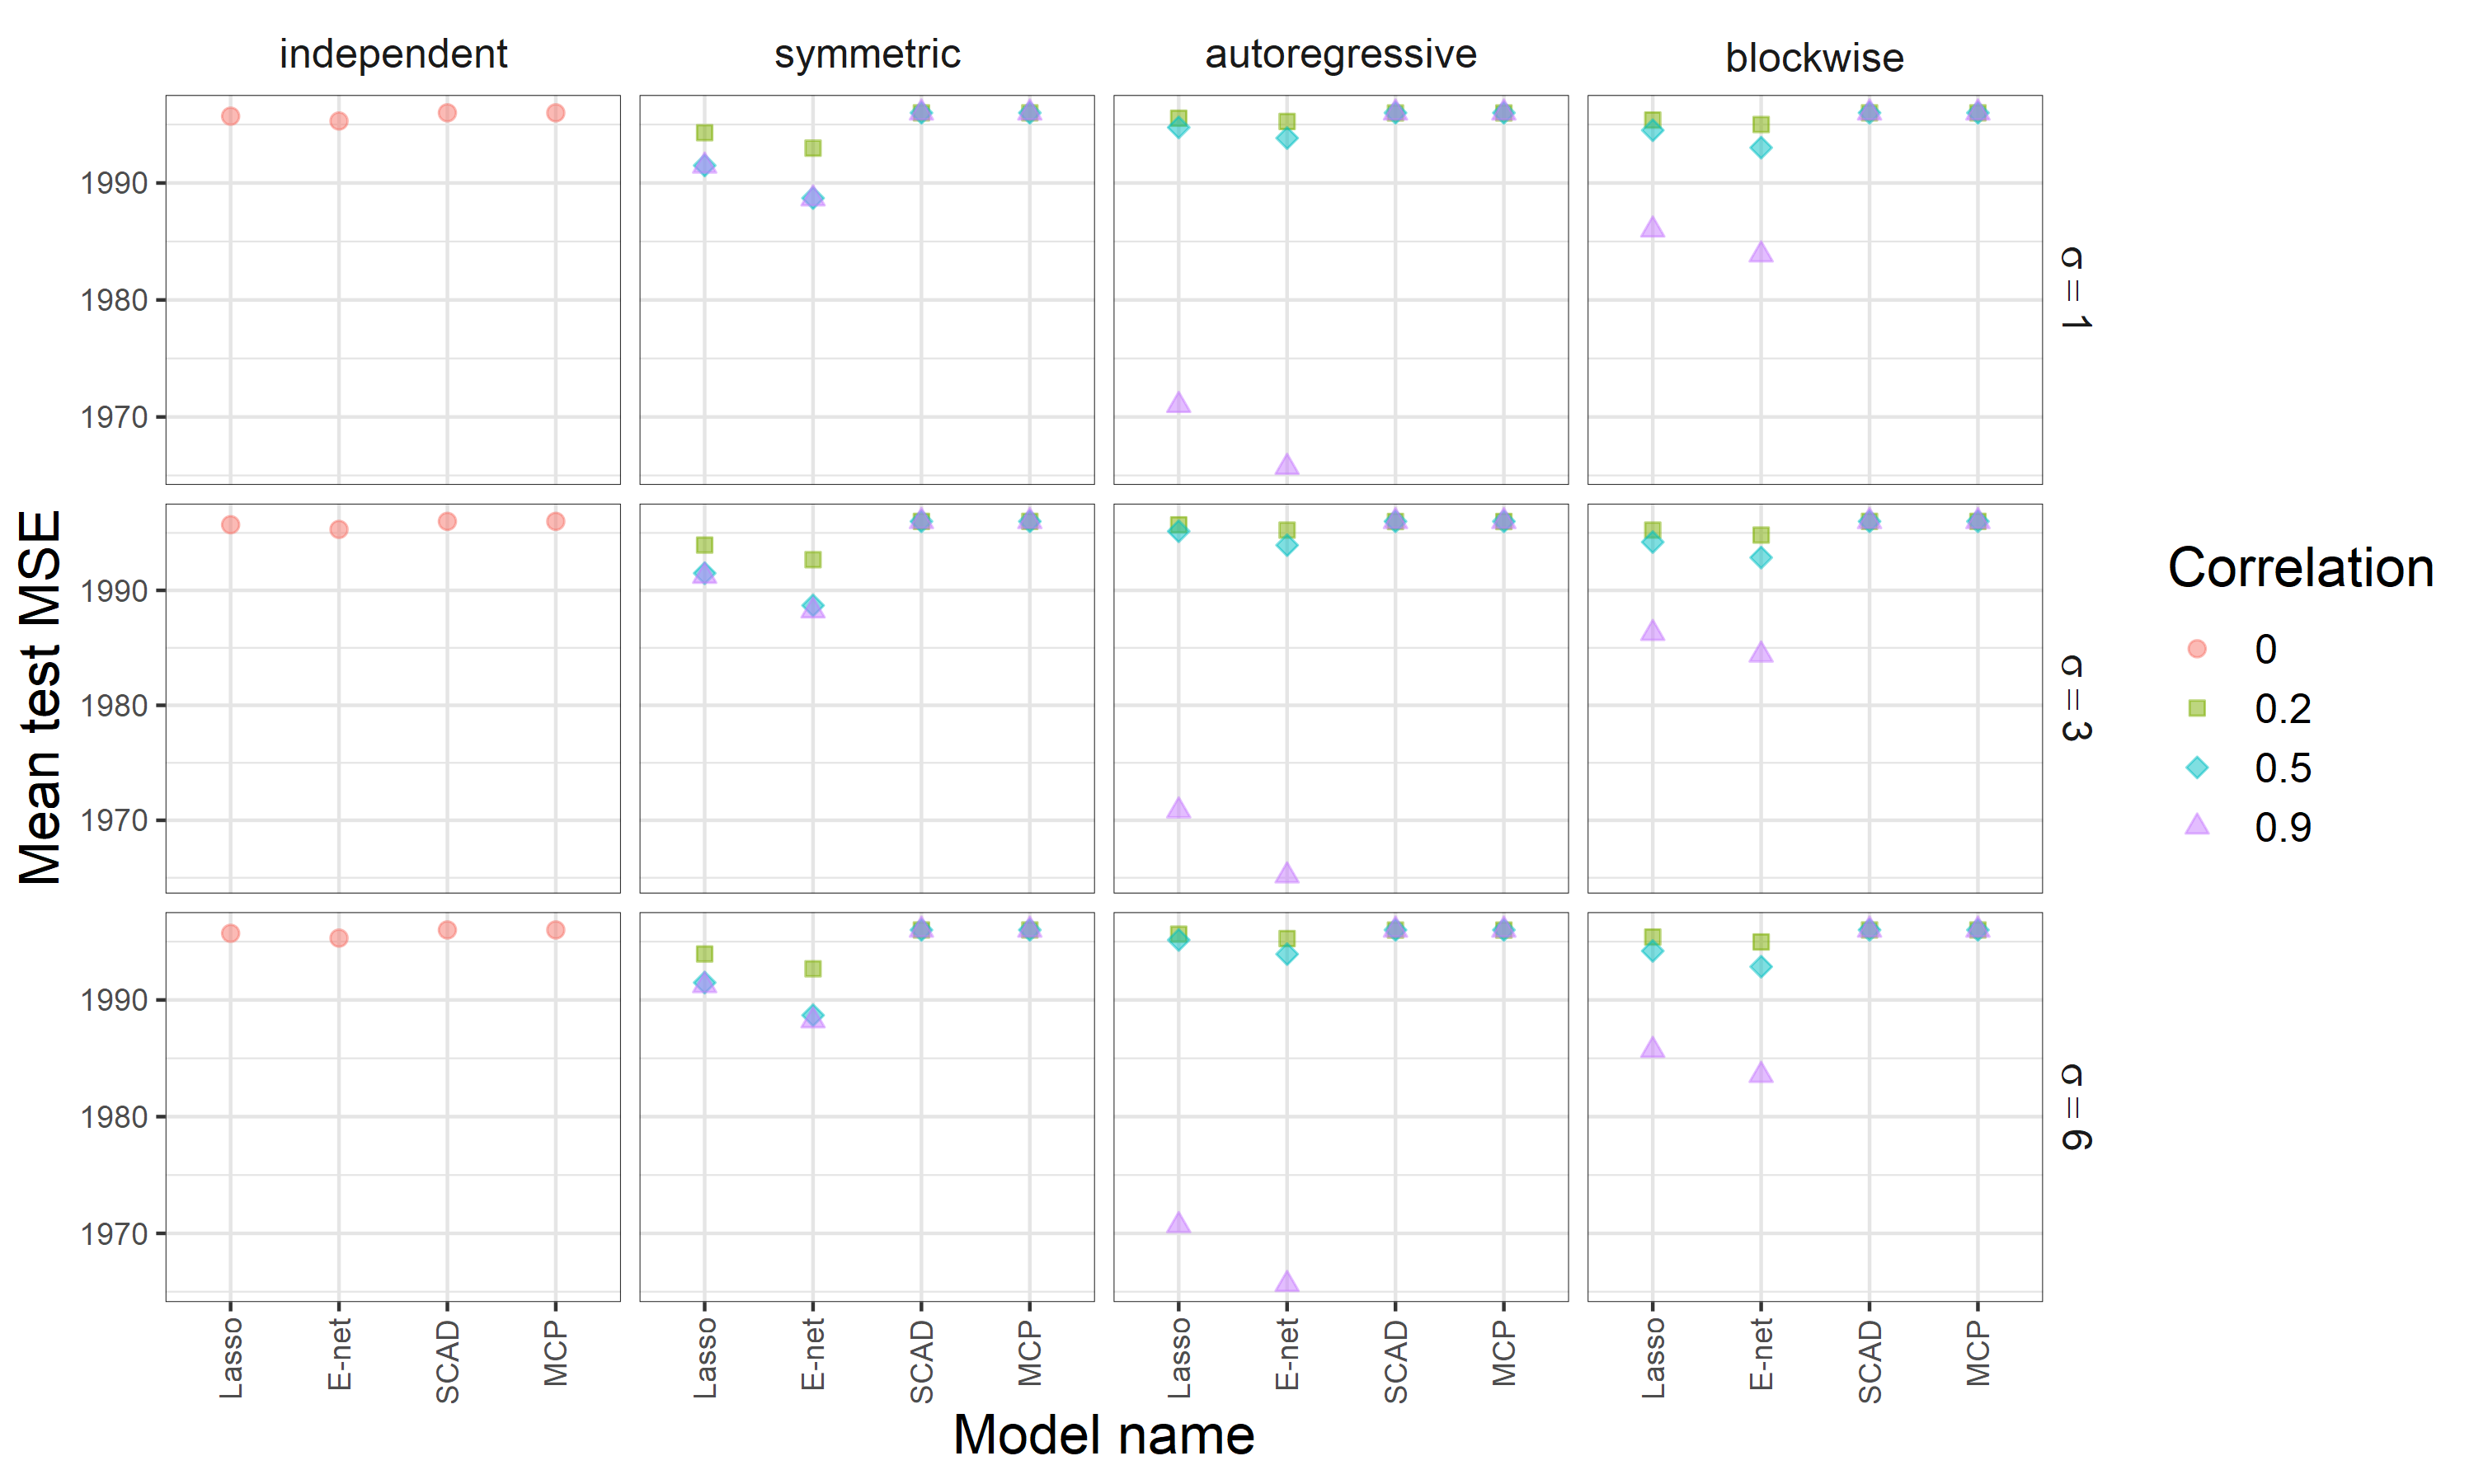 independent
symmetric
autoregressive
blockwise
1990
1980
1970
σ = 1
1990
1980
1970
σ = 3
1990
1980
1970
σ = 6
Mean test MSE
Lasso
E-net
SCAD
MCP
Lasso
E-net
SCAD
MCP
Lasso
E-net
SCAD
MCP
Lasso
E-net
SCAD
MCP
Model name
Correlation
0
0.2
0.5
0.9